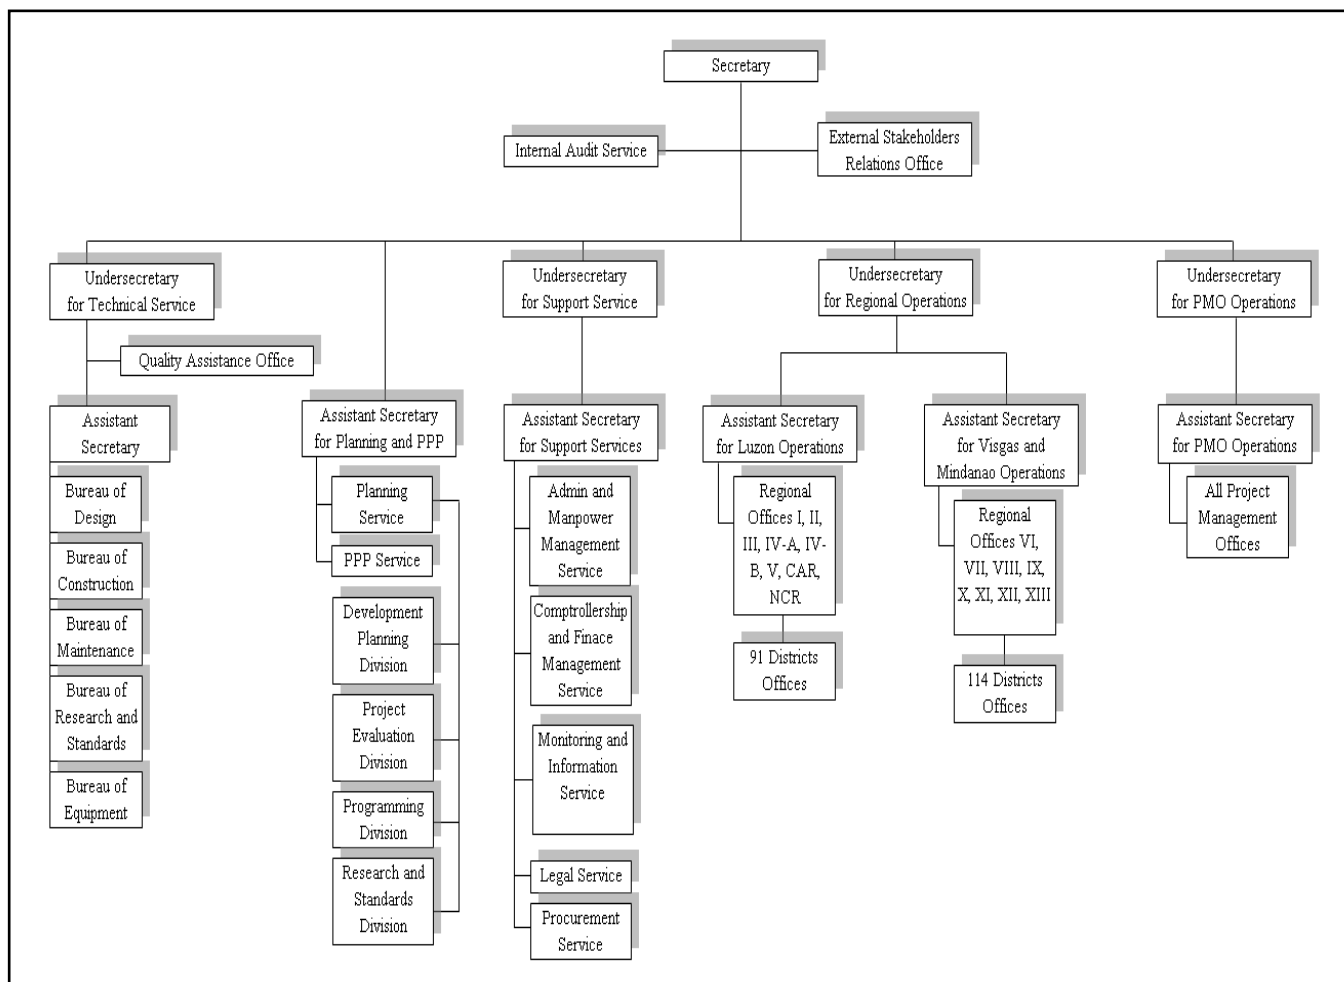 Secretary
Internal Audit Service
External Stakeholders
Relations Office
Undersecretary
for Technical Service
Undersecretary
for Support Service
Undersecretary
for Regional Operations
Undersecretary
for PMO Operations
Quality Assistance Office
Assistant
Secretary
Bureau of
Design
Bureau of
Construction
Bureau of
Maintenance
Bureau of
Research and
Standards
Bureau of
Equipment
Assistant Secretary
for Planning and PPP
Planning
Service
PPP Service
Development
Planning
Division
Project
Evaluation
Division
Programming
Division
Research and
Standards
Division
Assistant Secretary
for Support Services
Admin and
Manpower
Management
Service
Comptrollership
and Finace
Management
Service
Monitoring and
Information
Service
Legal Service
Procurement
Service
Assistant Secretary
for Luzon Operations
Regional
Offices I, II,
III, IV-A, IV-
B, V, CAR,
NCR
91 Districts
Offices
Assistant Secretary
for Visgas and
Mindanao Operations
Regional
Offices VI,
VII, VIII, IX,
X, XI, XII, XIII
114 Districts
Offices
Assistant Secretary
for PMO Operations
All Project
Management
Offices